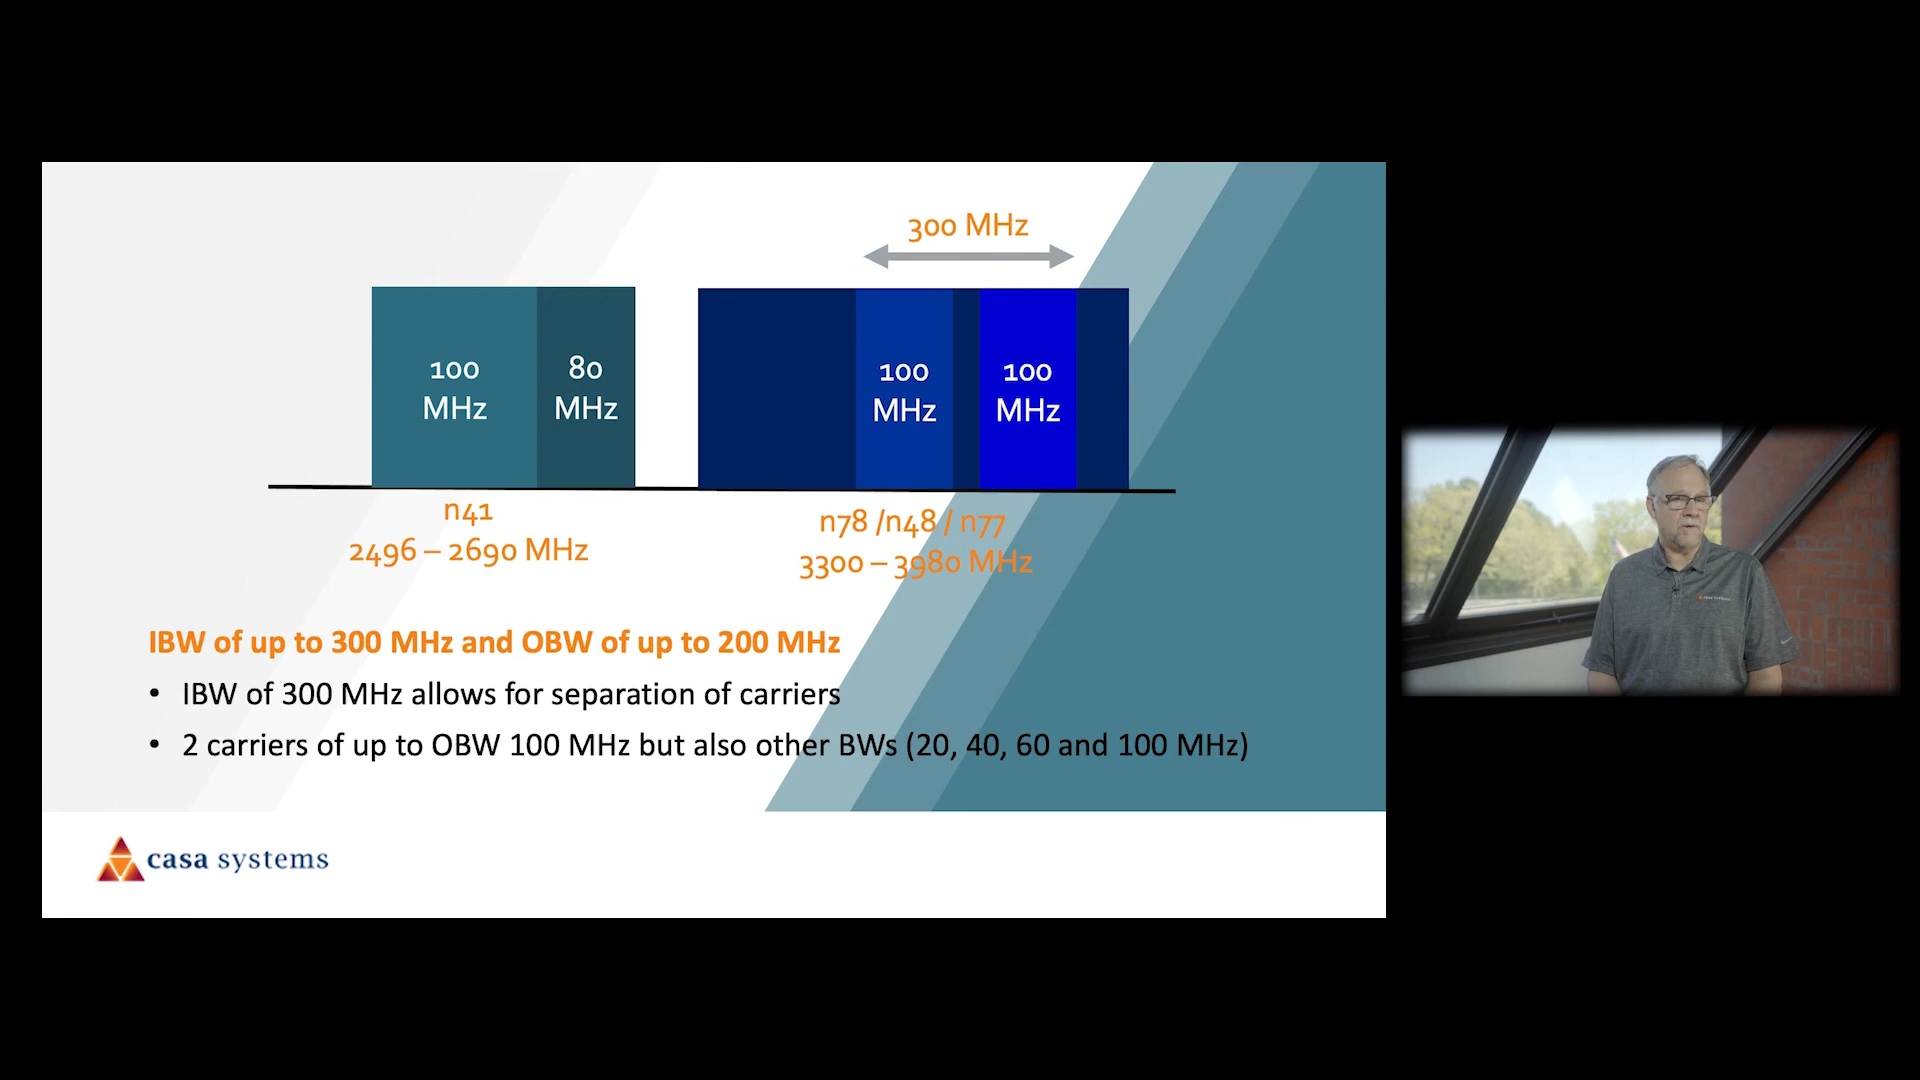 300 MHz
100
MHz
80
MHz
100
MHz
100
MHz
n41
2496 – 2690 MHz
n78 /n48 / n77
3300 – 3980 MHz
IBW of up to 300 MHz and OBW of up to 200 MHz
• IBW of 300 MHz allows for separation of carriers
• 2 carriers of up to OBW 100 MHz but also other BWs (20, 40, 60 and 100 MHz)
casa systems
casa systems